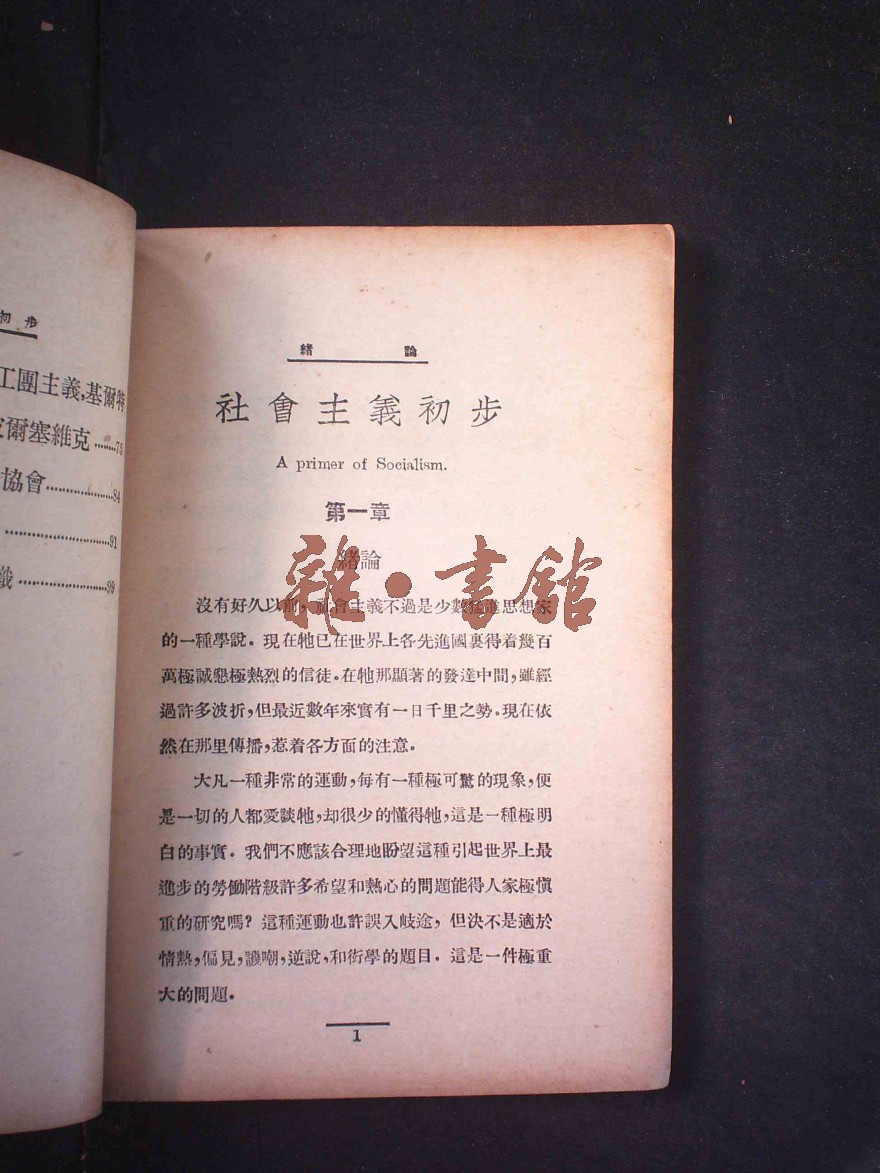 初步
工團主義,基爾特
爾塞維克........75
協會....................84
..........................91
........................99
緒 論
社會主義初步
A primer of Socialism.
第一章
緒論
沒有好久以前,社會主義不過是少數 思想家
的一種學說.現在牠已在世界上各先進國裏得着幾百
萬極誠懇極熱烈的信徒.在牠那顯著的發達中間,雖經
過許多波折,但最近數年來實有一日千里之勢.現在依
然在那里傳播,惹着各方面的注意.
大凡一種非常的運動,每有一種極可驚的現象,便
是一切的人都愛談牠,却很少的懂得牠,這是一種極明
白的事實.我們不應該合理地盼望這種引起世界上最
進步的勞働階級許多希望和熱心的問題能得人家極愼
重的研究嗎?這種運動也許誤入歧途,但決不是適於
情熱,偏見,譏嘲,逆說,和衒學的題目.這是一件極重
大的問題.
1
雜·書館